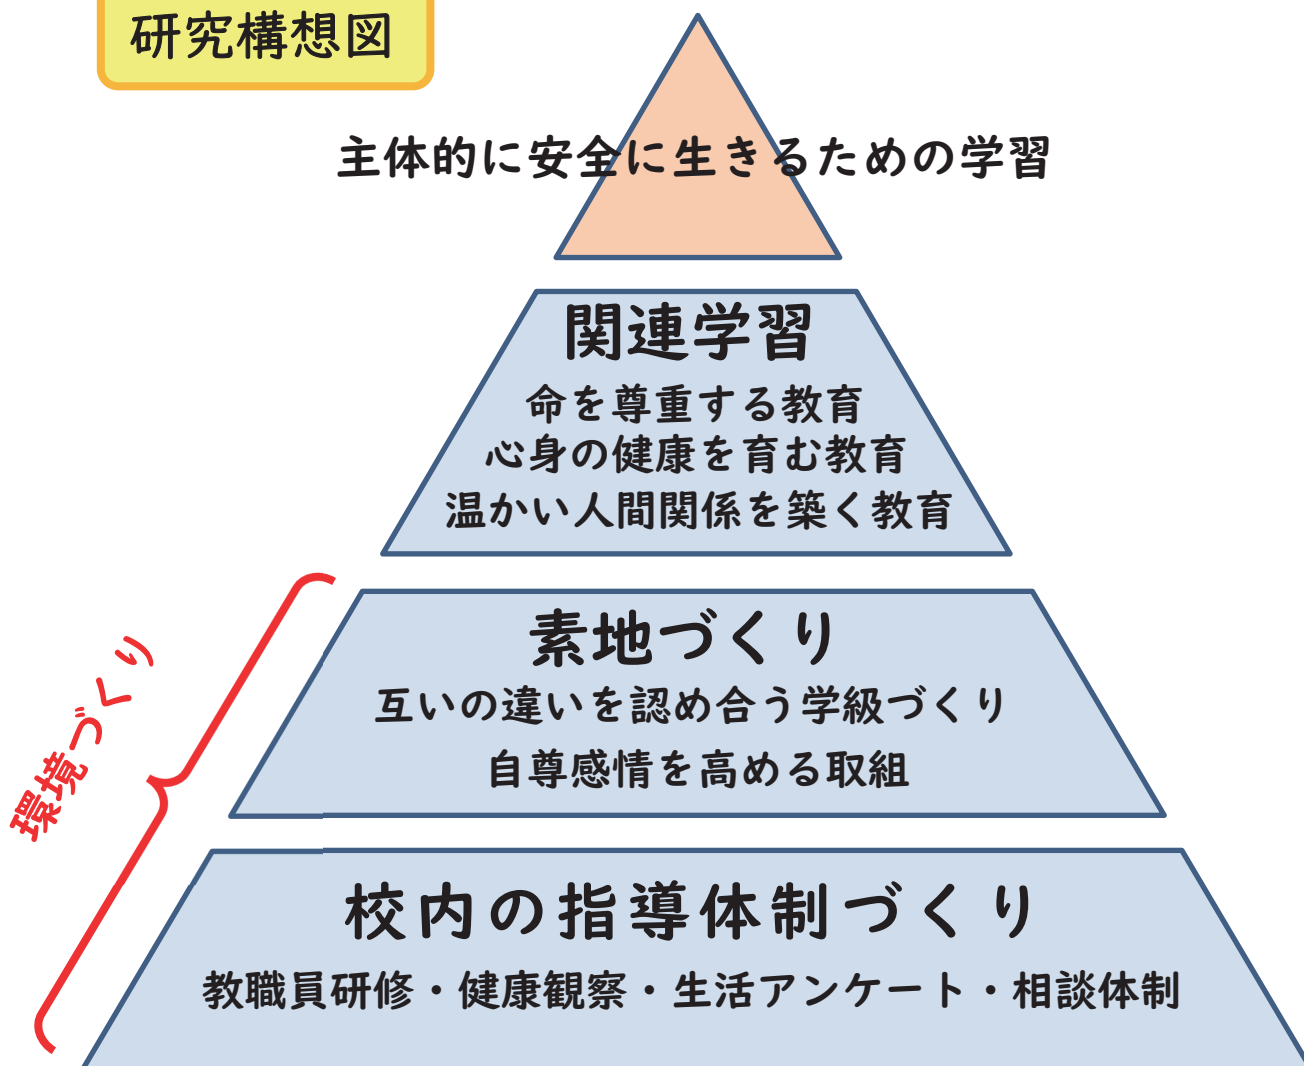 研究構想図
主体的に安全に生きるための学習
関連学習
命を尊重する教育
心身の健康を育む教育
温かい人間関係を築く教育
環境づくり
素地づくり
互いの違いを認め合う学級づくり
自尊感情を高める取組
校内の指導体制づくり
教職員研修・健康観察・生活アンケート・相談体制